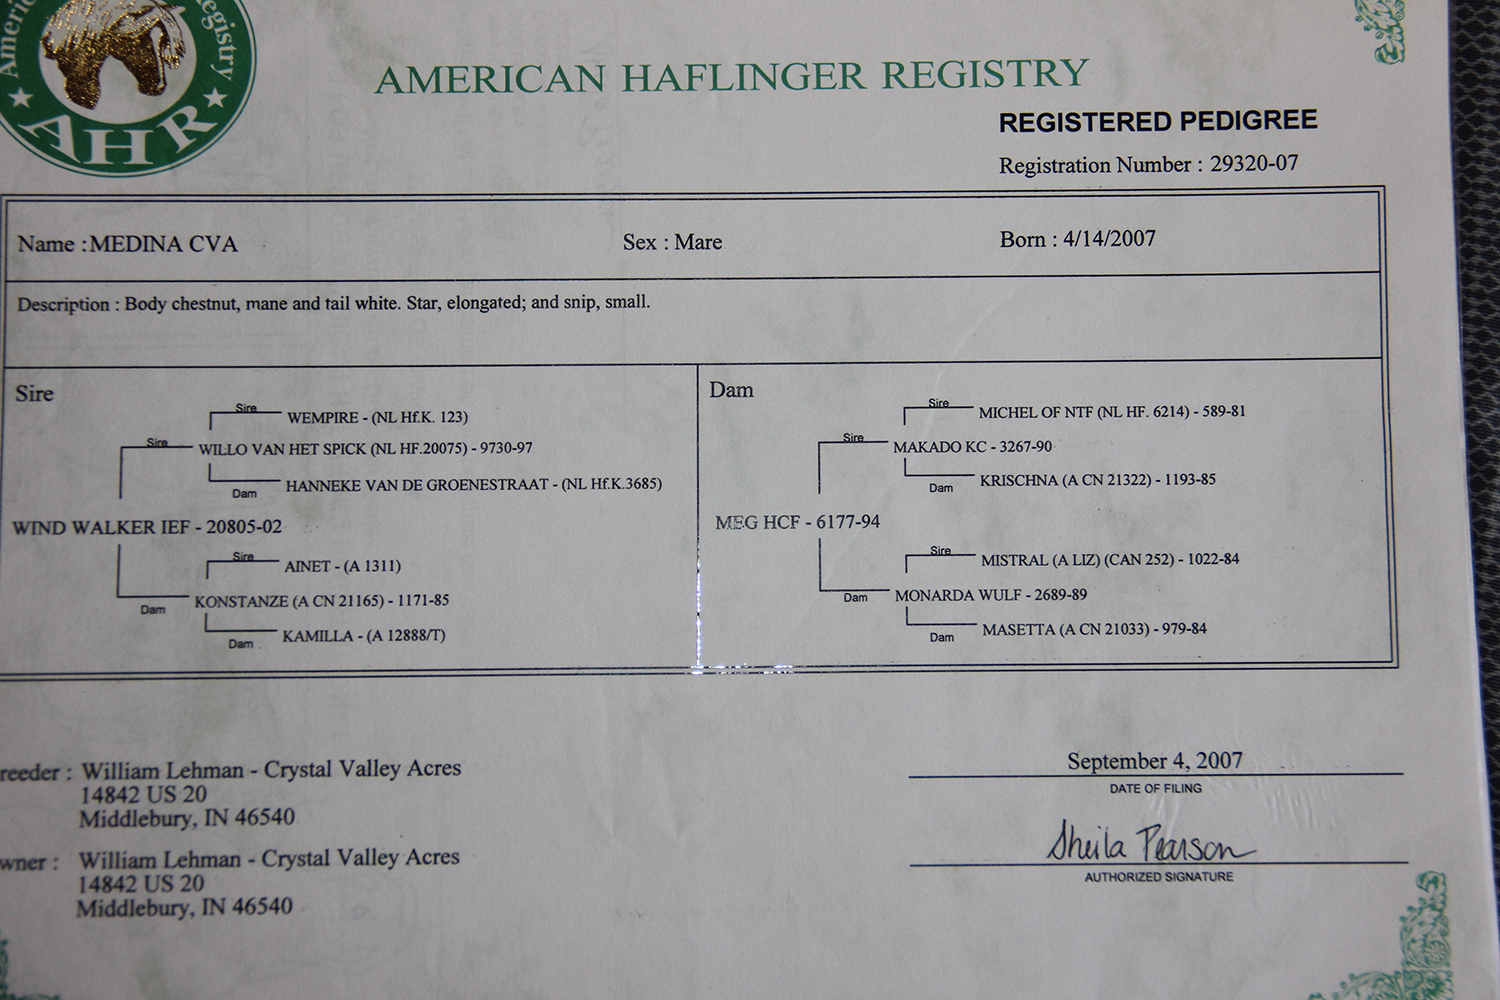 America Registry
AHR
AMERICAN HAFLINGER REGISTRY
REGISTERED PEDIGREE
Registration Number : 29320-07
Name : MEDINA CVA Sex : Mare Born : 4/14/2007
Description : Body chestnut, mane and tail white. Star, elongated; and snip, small.
Sire
Sire WEMPIRE - (NL Hf.K. 123)
Sire WILLO VAN HET SPICK (NL HF.20075) - 9730-97
Dam HANNEKE VAN DE GROENESTRAAT - (NL Hf.K.3685)
WIND WALKER IEF - 20805-02
Sire AINET - (A 1311)
Dam KONSTANZE (A CN 21165) - 1171-85
Dam KAMILLA - (A 12888/T)
Dam
Sire MICHEL OF NTF (NL HF. 6214) - 589-81
Sire MAKADO KC - 3267-90
Dam KRISCHNA (A CN 21322) - 1193-85
MEG HCF - 6177-94
Sire MISTRAL (A LIZ) (CAN 252) - 1022-84
Dam MONARDA WULF - 2689-89
Dam MASETTA (A CN 21033) - 979-84
reeder : William Lehman - Crystal Valley Acres
14842 US 20
Middlebury, IN 46540
wner : William Lehman - Crystal Valley Acres
14842 US 20
Middlebury, IN 46540
September 4, 2007
DATE OF FILING
Sheila Pearson
AUTHORIZED SIGNATURE